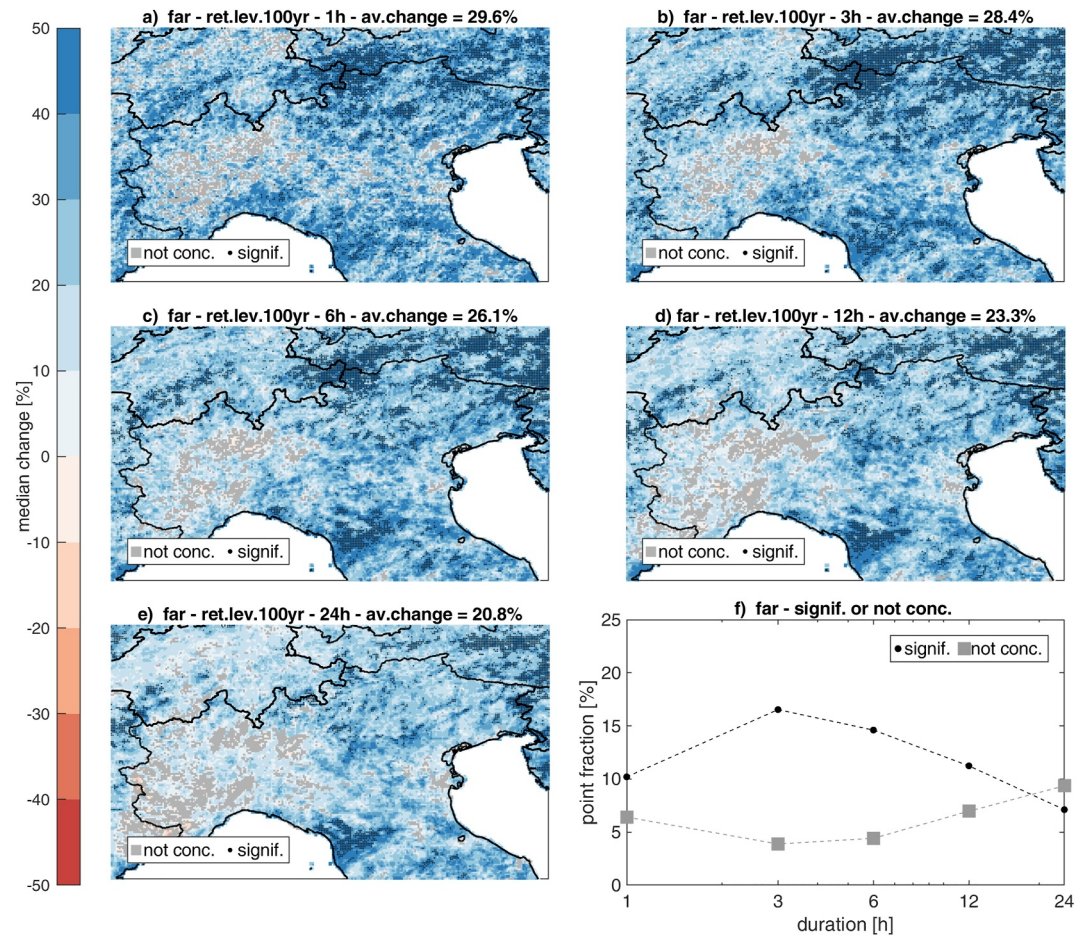 a) far - ret.lev.100yr - 1h - av.change = 29.6%
b) far - ret.lev.100yr - 3h - av.change = 28.4%
50
40
30
20
10
0
-10
-20
-30
-40
-50
median change [%]
not conc. signif.
not conc. signif.
c) far - ret.lev.100yr - 6h - av.change = 26.1%
d) far - ret.lev.100yr - 12h - av.change = 23.3%
not conc. signif.
not conc. signif.
e) far - ret.lev.100yr - 24h - av.change = 20.8%
not conc. signif.
f) far - signif. or not conc.
signif. not conc.
25
20
15
10
5
0
point fraction [%]
1 3 6 12 24
duration [h]